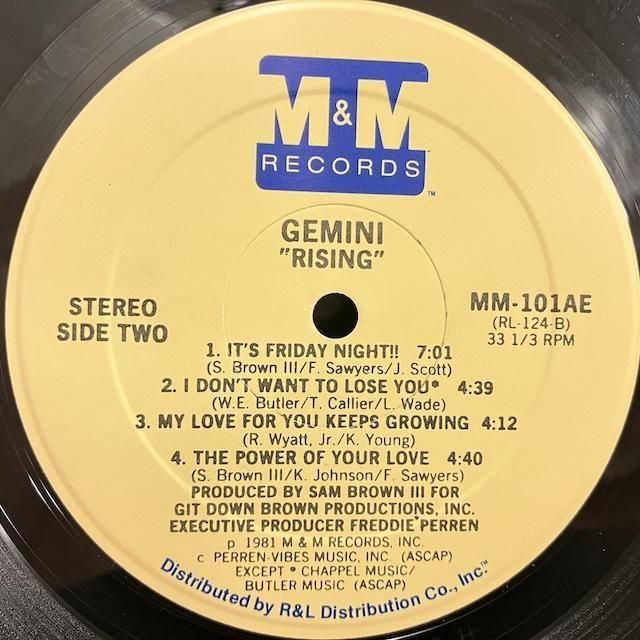 M&M
RECORDS™
GEMINI
"RISING"
STEREO
SIDE TWO
MM-101AE
(RL-124-B)
33 1/3 RPM
1. IT'S FRIDAY NIGHT!! 7:01
(S. Brown III/F. Sawyers/J. Scott)
2. I DON'T WANT TO LOSE YOU* 4:39
(W.E. Butler/T. Callier/L. Wade)
3. MY LOVE FOR YOU KEEPS GROWING 4:12
(R. Wyatt, Jr./K. Young)
4. THE POWER OF YOUR LOVE 4:40
(S. Brown III/K. Johnson/F. Sawyers)
PRODUCED BY SAM BROWN III FOR
GIT DOWN BROWN PRODUCTIONS, INC.
EXECUTIVE PRODUCER FREDDIE PERREN
p 1981 M & M RECORDS, INC.
c PERREN-VIBES MUSIC, INC. (ASCAP)
EXCEPT * CHAPPEL MUSIC/
BUTLER MUSIC (ASCAP)
Distributed by R&L Distribution Co., Inc.™